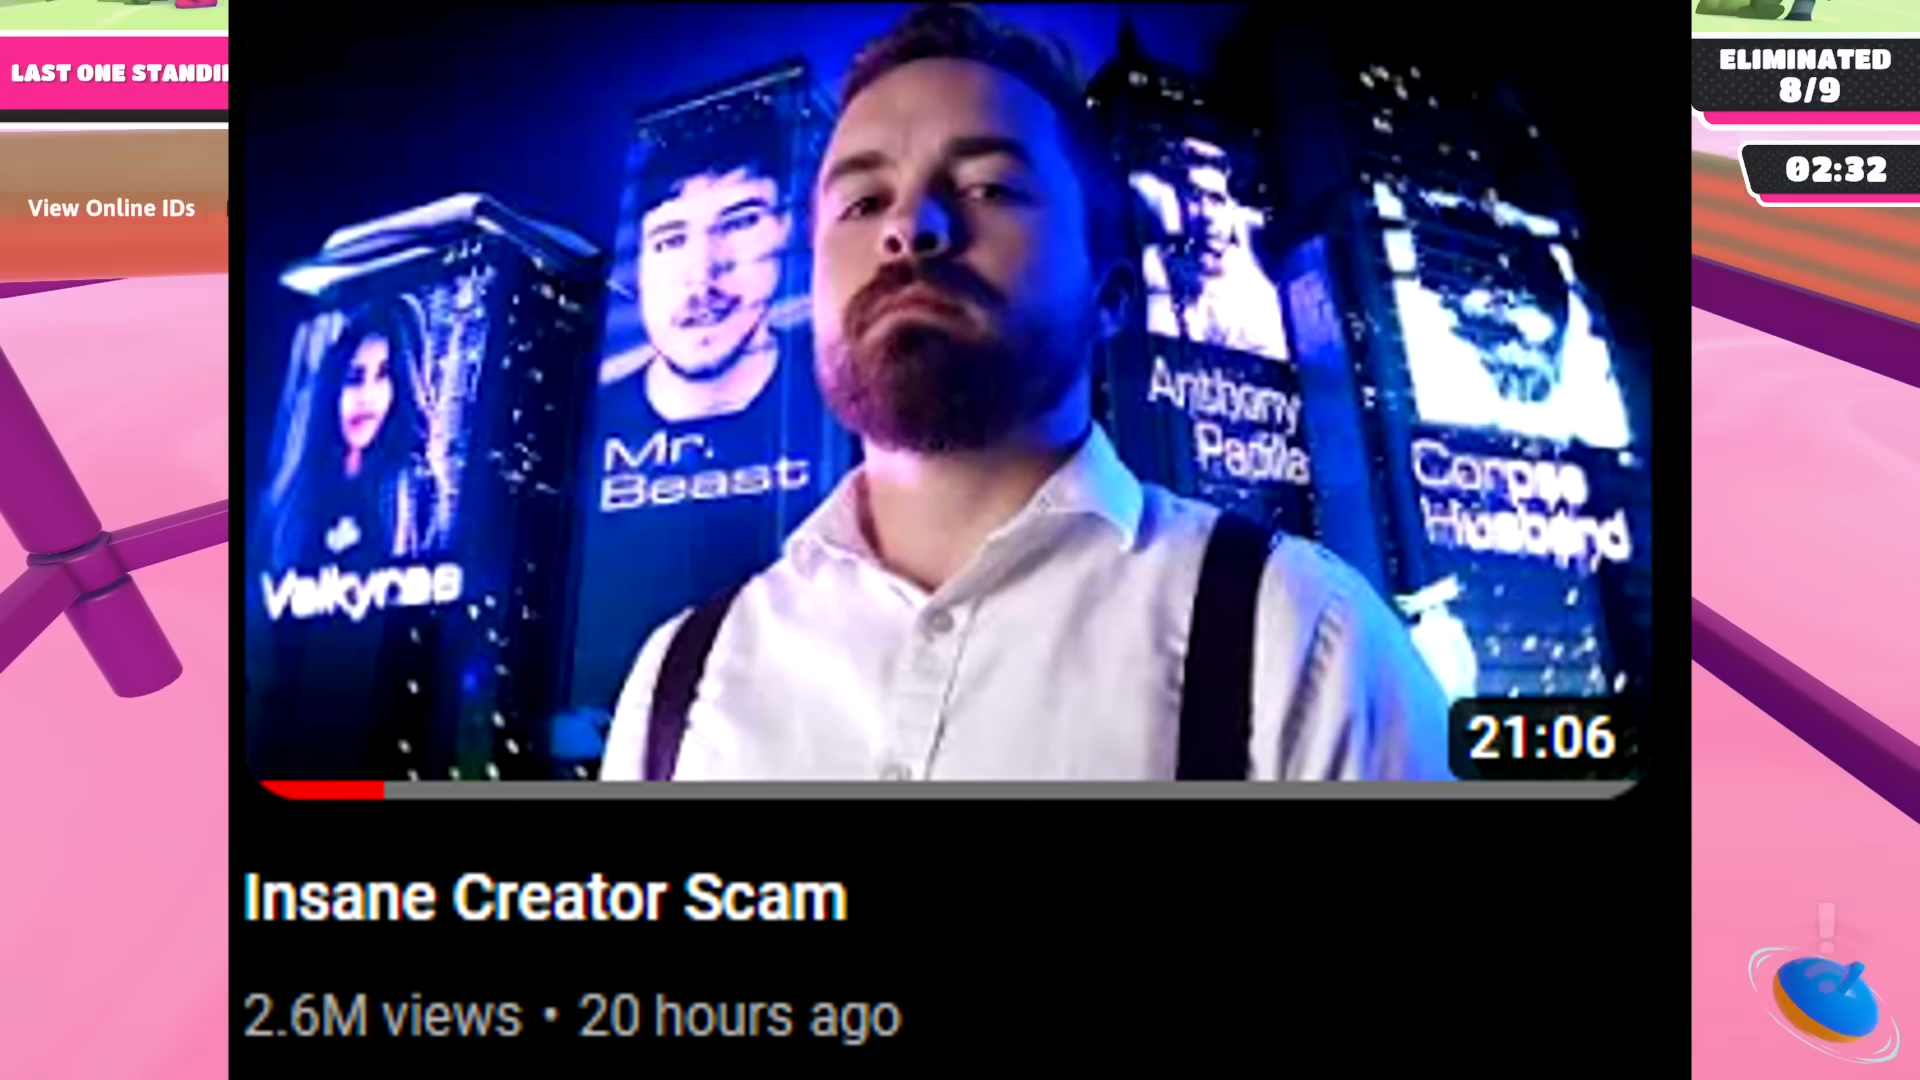 LAST ONE STANDI
ELIMINATED
8/9
02:32
View Online IDs
Valkyrae
Mr.
Beast
Anthony
Padilla
Corpse
Husband
21:06
Insane Creator Scam
2.6M views • 20 hours ago